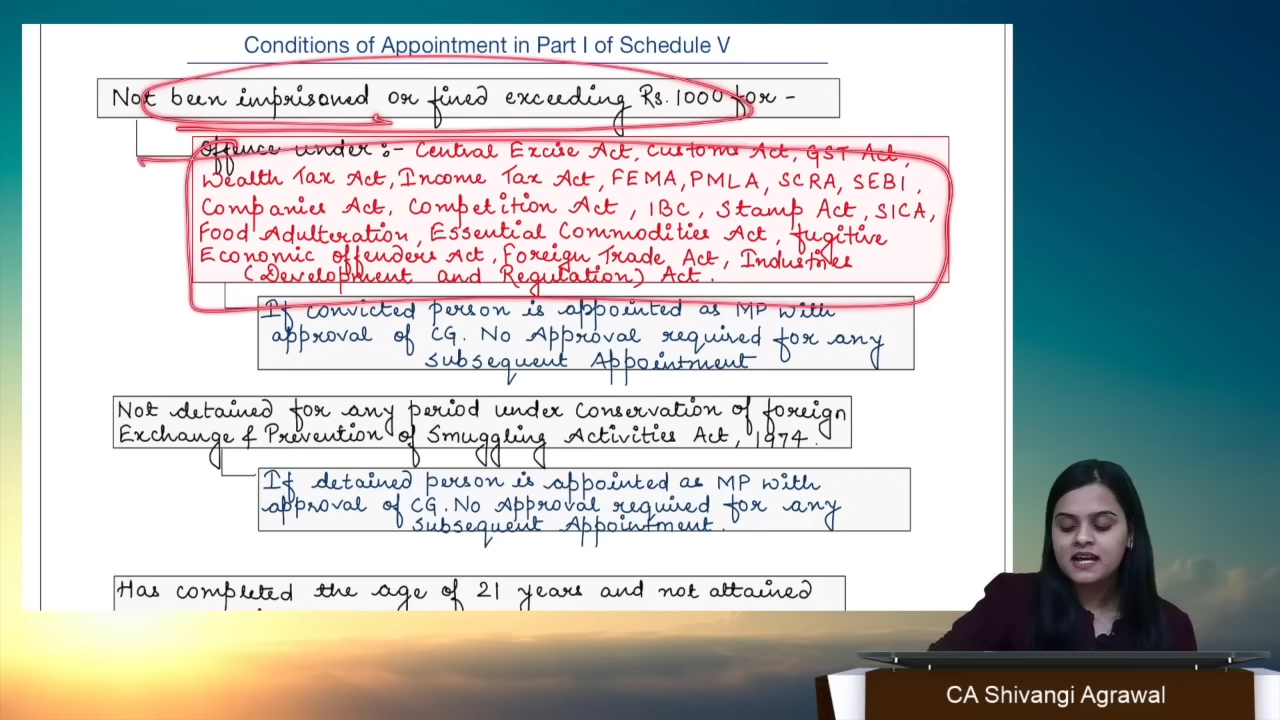 Conditions of Appointment in Part I of Schedule V
Not been imprisoned or fined exceeding Rs. 1000 for -
Offence under :- Central Excise Act, Customs Act, GST Act,
Wealth Tax Act, Income Tax Act, FEMA, PMLA, SCRA, SEBI,
Companies Act, Competition Act, IBC, Stamp Act, SICA,
Food Adulteration, Essential Commodities Act, fugitive
Economic offenders Act, Foreign Trade Act, Industries
(Development and Regulation) Act.
If convicted person is appointed as MP with
approval of CG. No Approval required for any
subsequent Appointment
Not detained for any period under Conservation of foreign
Exchange & Prevention of Smuggling Activities Act, 1974.
If detained person is appointed as MP with
approval of CG. No Approval required for any
subsequent Appointment.
Has completed the age of 21 years and not attained
CA Shivangi Agrawal